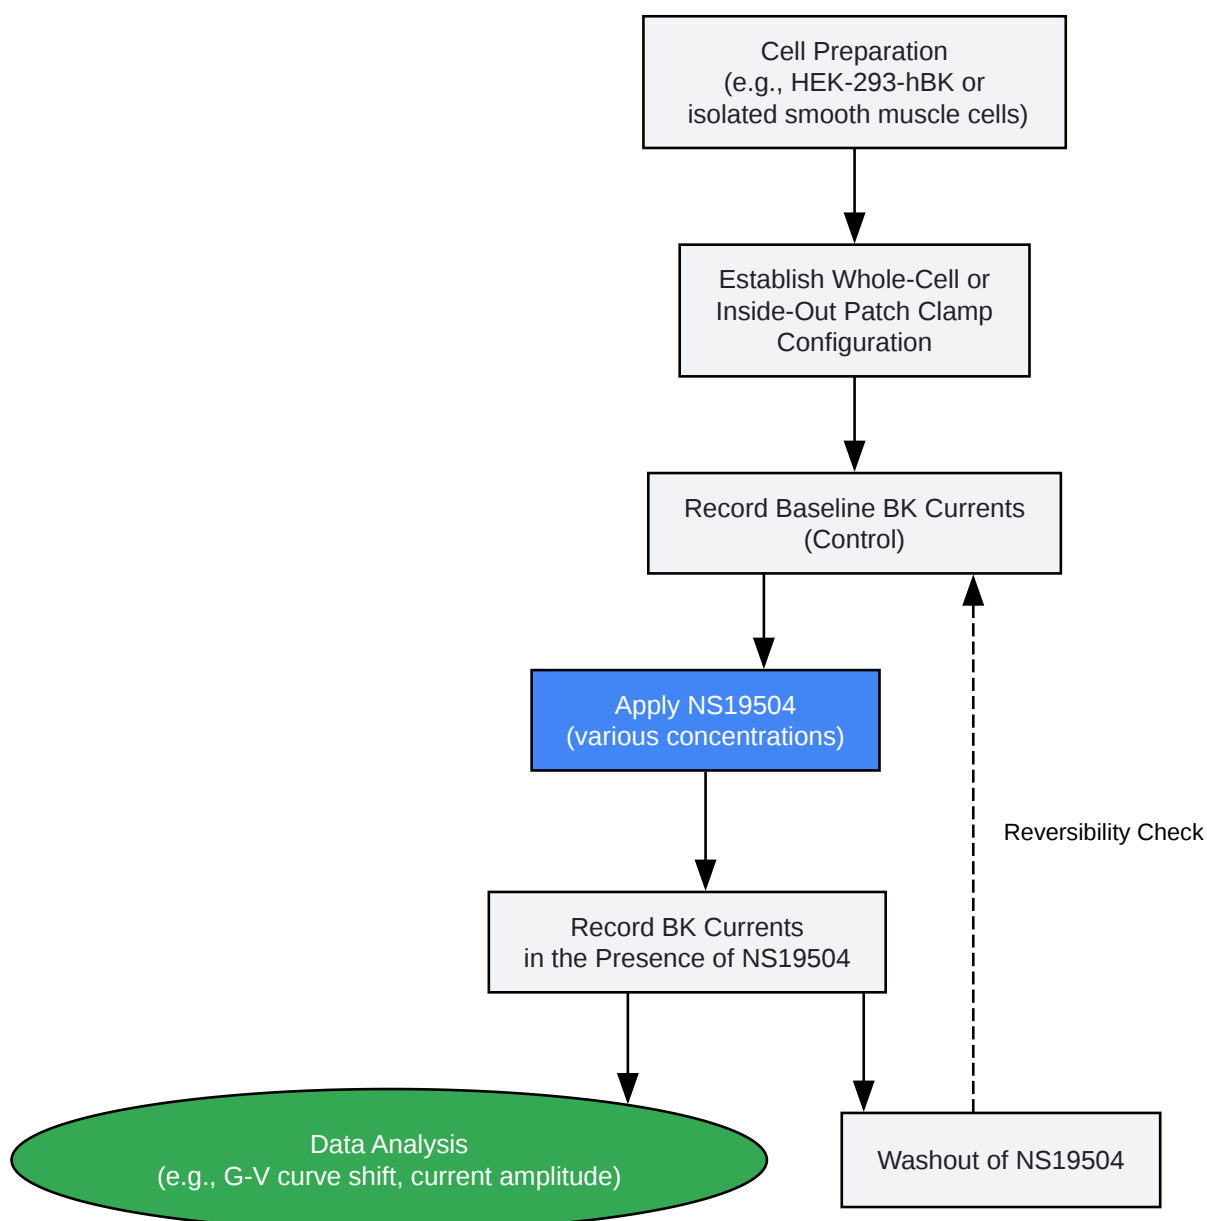 Cell Preparation
(e.g., HEK-293-hBK or
isolated smooth muscle cells)
Establish Whole-Cell or
Inside-Out Patch Clamp
Configuration
Record Baseline BK Currents
(Control)
Apply NS19504
(various concentrations)
Reversibility Check
Record BK Currents
in the Presence of NS19504
Data Analysis
(e.g., G-V curve shift, current amplitude)
Washout of NS19504